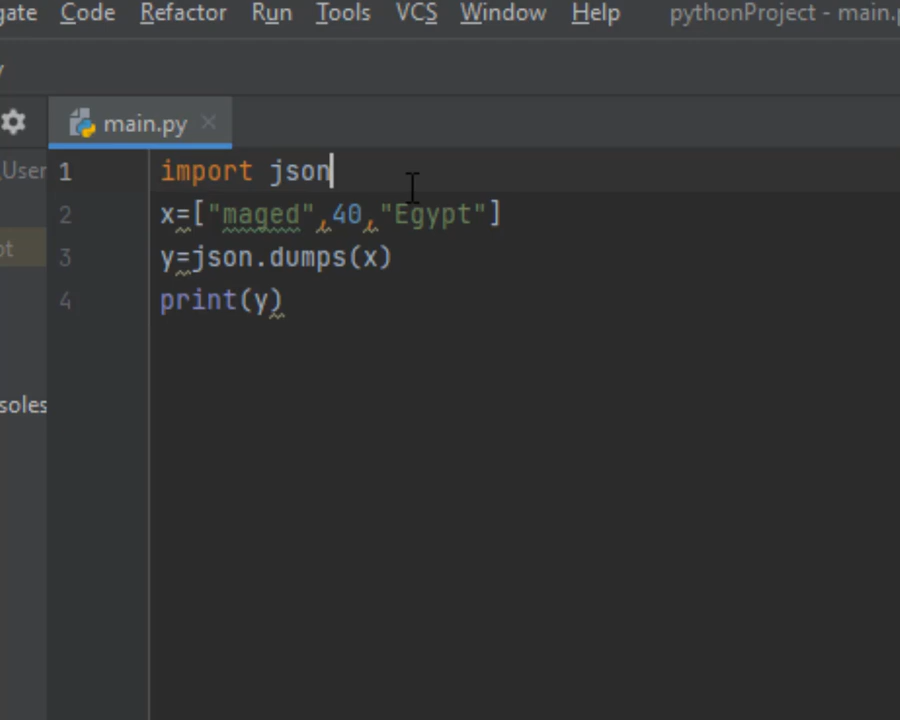 gate Code Refactor Run Tools VCS Window Help pythonProject - main.p
main.py
User
pt
soles
1 import json
2 x=["maged",40,"Egypt"]
3 y=json.dumps(x)
4 print(y)